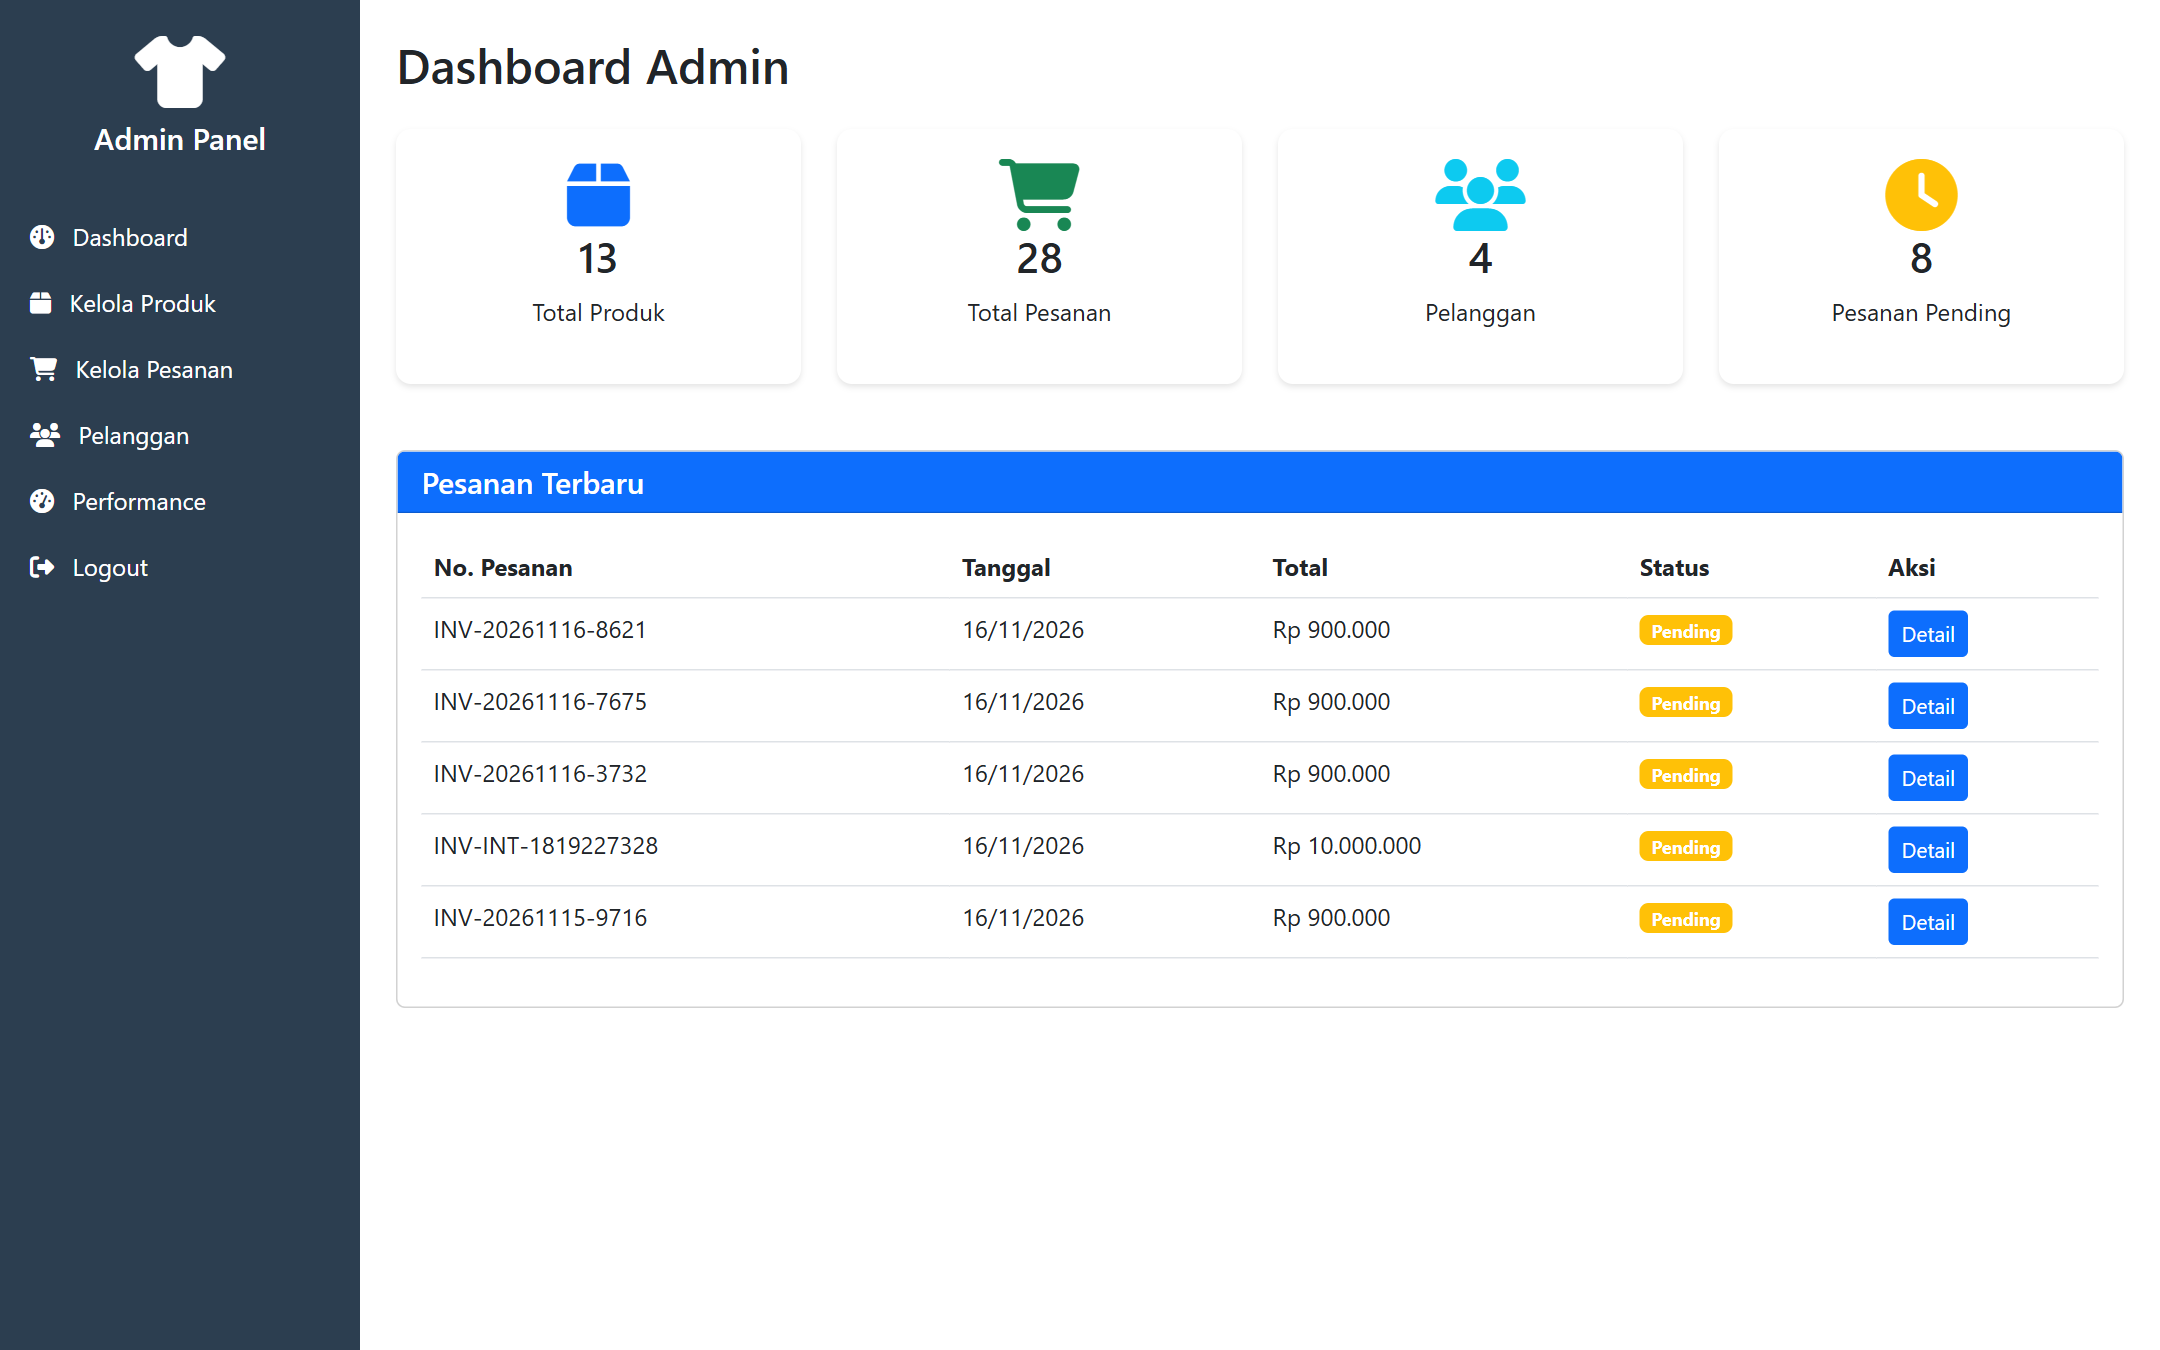 Admin Panel
Dashboard
Kelola Produk
Kelola Pesanan
Pelanggan
Performance
Logout
Dashboard Admin
13
Total Produk
28
Total Pesanan
4
Pelanggan
8
Pesanan Pending
Pesanan Terbaru
No. Pesanan Tanggal Total Status Aksi
INV-20261116-8621 16/11/2026 Rp 900.000 Pending Detail
INV-20261116-7675 16/11/2026 Rp 900.000 Pending Detail
INV-20261116-3732 16/11/2026 Rp 900.000 Pending Detail
INV-INT-1819227328 16/11/2026 Rp 10.000.000 Pending Detail
INV-20261115-9716 16/11/2026 Rp 900.000 Pending Detail